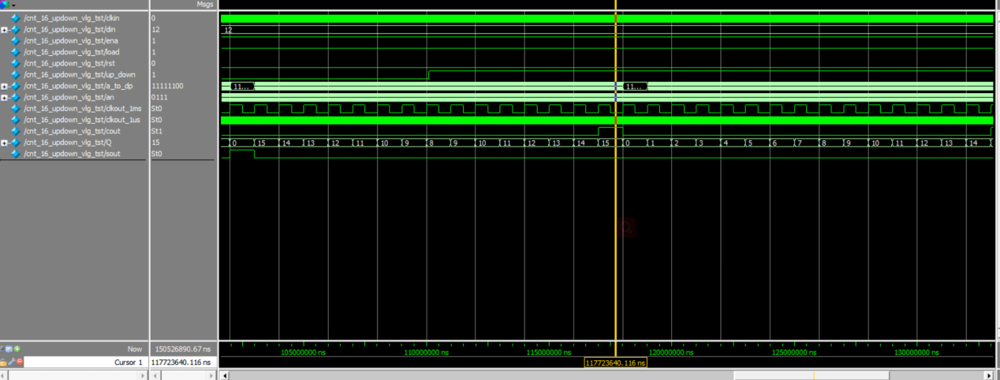 Msgs
/cnt_16_updown_vlg_tst/clkin 0
/cnt_16_updown_vlg_tst/din 12 12
/cnt_16_updown_vlg_tst/ena 1
/cnt_16_updown_vlg_tst/load 1
/cnt_16_updown_vlg_tst/rst 0
/cnt_16_updown_vlg_tst/up_down 1
/cnt_16_updown_vlg_tst/a_to_dp 11111100 11... 11...
/cnt_16_updown_vlg_tst/an 0111
/cnt_16_updown_vlg_tst/clkout_1ms St0
/cnt_16_updown_vlg_tst/clkout_1us St0
/cnt_16_updown_vlg_tst/cout St1
/cnt_16_updown_vlg_tst/Q 15 0 15 14 13 12 11 10 9 8 9 10 11 12 13 14 15 0 1 2 3 4 5 6 7 8 9 10 11 12 13 14
/cnt_16_updown_vlg_tst/sout St0
Now 150526890.67 ns 105000000 ns 110000000 ns 115000000 ns 120000000 ns 125000000 ns 130000000 ns
Cursor 1 117723640.116 ns 117723640.116 ns